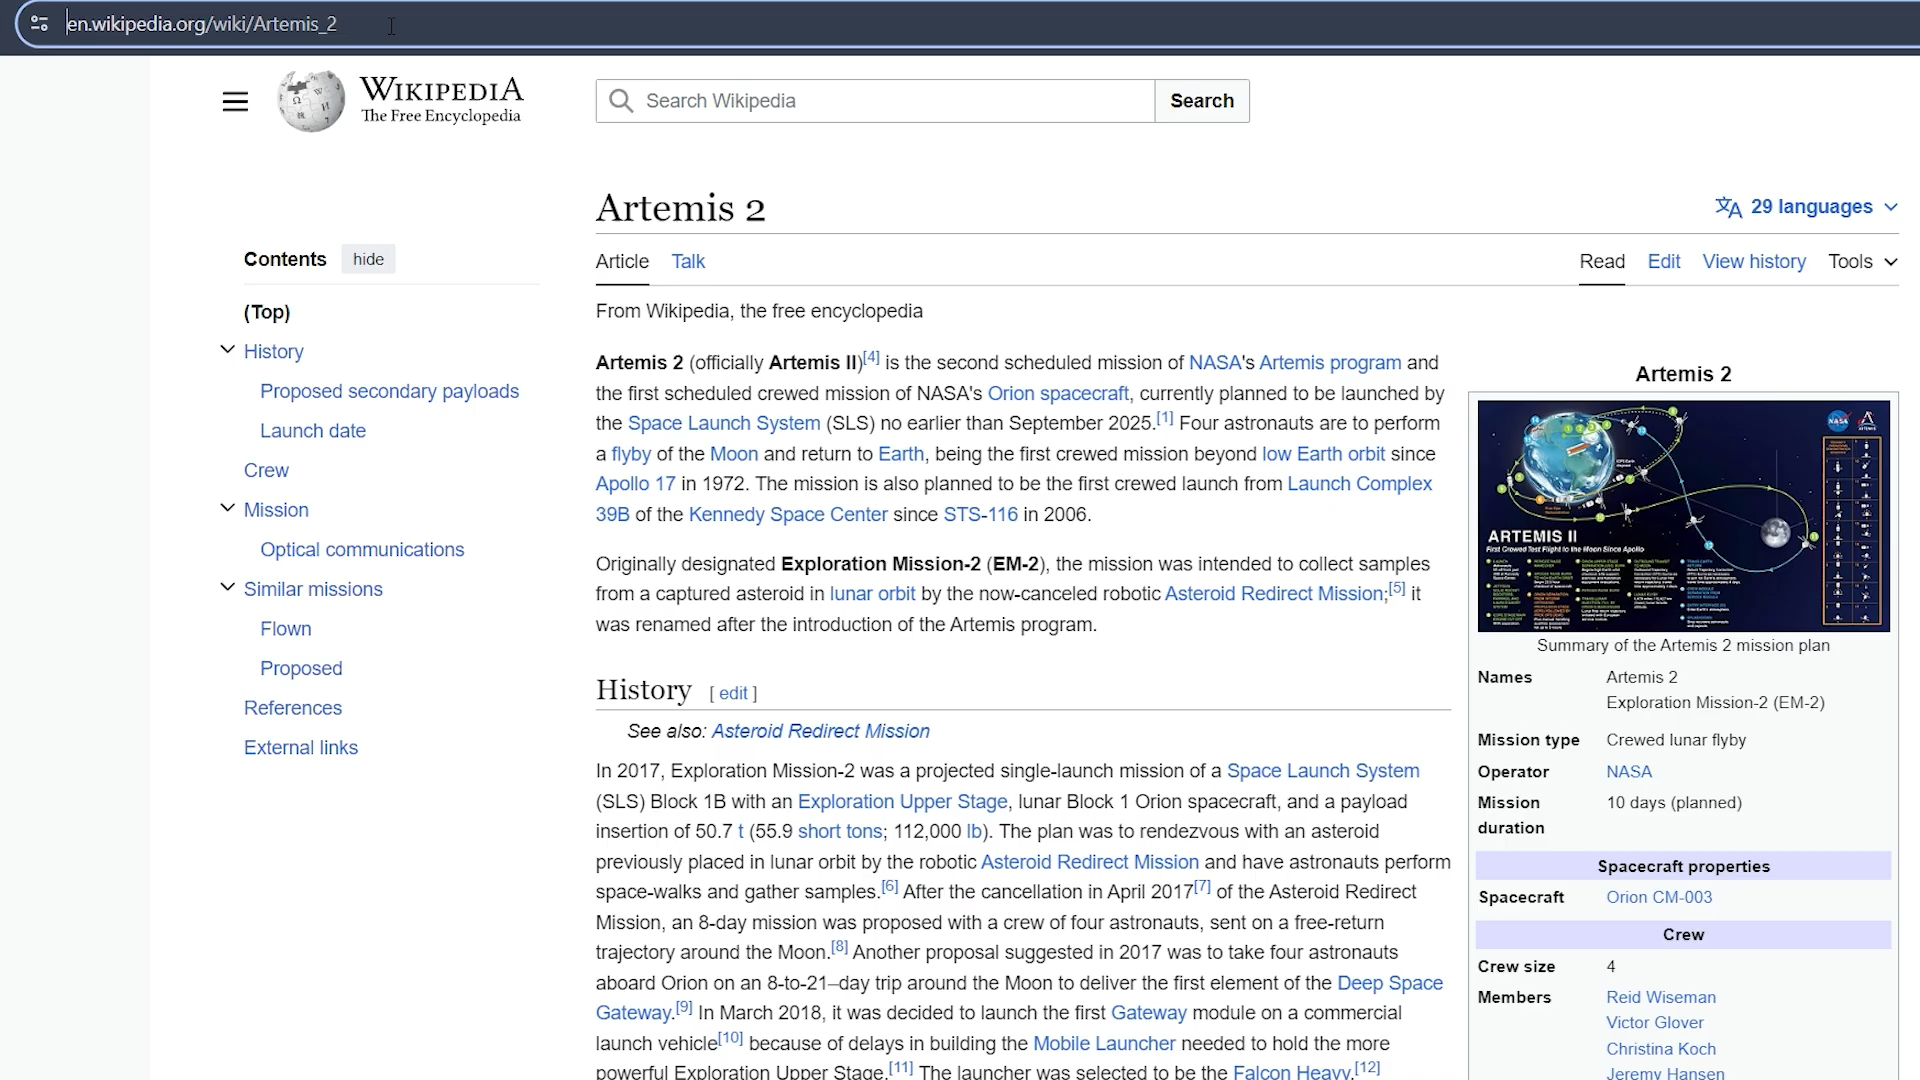 en.wikipedia.org/wiki/Artemis_2
WIKIPEDIA
The Free Encyclopedia
Search Wikipedia
Search
Artemis 2
29 languages
Contents
hide
Article
Talk
Read
Edit
View history
Tools
(Top)
History
Proposed secondary payloads
Launch date
Crew
Mission
Optical communications
Similar missions
Flown
Proposed
References
External links
From Wikipedia, the free encyclopedia
Artemis 2 (officially Artemis II)[4] is the second scheduled mission of NASA's Artemis program and
the first scheduled crewed mission of NASA's Orion spacecraft, currently planned to be launched by
the Space Launch System (SLS) no earlier than September 2025.[1] Four astronauts are to perform
a flyby of the Moon and return to Earth, being the first crewed mission beyond low Earth orbit since
Apollo 17 in 1972. The mission is also planned to be the first crewed launch from Launch Complex
39B of the Kennedy Space Center since STS-116 in 2006.
Originally designated Exploration Mission-2 (EM-2), the mission was intended to collect samples
from a captured asteroid in lunar orbit by the now-canceled robotic Asteroid Redirect Mission;[5] it
was renamed after the introduction of the Artemis program.
History [ edit ]
See also: Asteroid Redirect Mission
In 2017, Exploration Mission-2 was a projected single-launch mission of a Space Launch System
(SLS) Block 1B with an Exploration Upper Stage, lunar Block 1 Orion spacecraft, and a payload
insertion of 50.7 t (55.9 short tons; 112,000 lb). The plan was to rendezvous with an asteroid
previously placed in lunar orbit by the robotic Asteroid Redirect Mission and have astronauts perform
space-walks and gather samples.[6] After the cancellation in April 2017[7] of the Asteroid Redirect
Mission, an 8-day mission was proposed with a crew of four astronauts, sent on a free-return
trajectory around the Moon.[8] Another proposal suggested in 2017 was to take four astronauts
aboard Orion on an 8-to-21–day trip around the Moon to deliver the first element of the Deep Space
Gateway.[9] In March 2018, it was decided to launch the first Gateway module on a commercial
launch vehicle[10] because of delays in building the Mobile Launcher needed to hold the more
powerful Exploration Upper Stage.[11] The launcher was selected to be the Falcon Heavy.[12]
Artemis 2
NASA
ARTEMIS
ARTEMIS II
First Crewed Test Flight to the Moon Since Apollo
Summary of the Artemis 2 mission plan
Names
Artemis 2
Exploration Mission-2 (EM-2)
Mission type
Crewed lunar flyby
Operator
NASA
Mission duration
10 days (planned)
Spacecraft properties
Spacecraft
Orion CM-003
Crew
Crew size
4
Members
Reid Wiseman
Victor Glover
Christina Koch
Jeremy Hansen